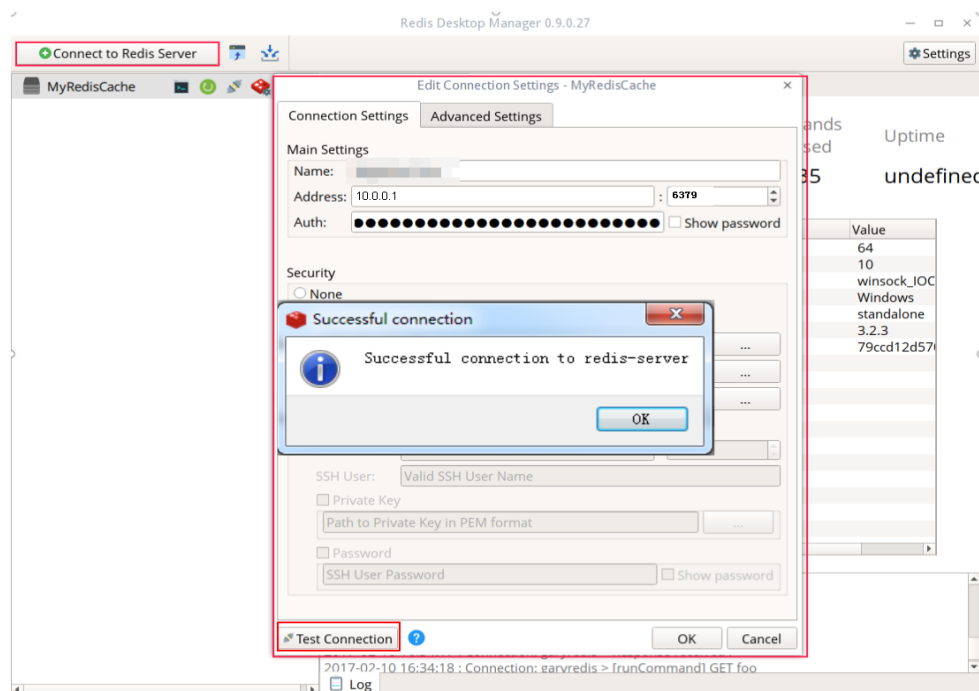 Redis Desktop Manager 0.9.0.27
Connect to Redis Server
Settings
MyRedisCache
Edit Connection Settings - MyRedisCache
Connection Settings
Advanced Settings
ands
sed
Uptime
35
undefined
Main Settings
Name:
Address: 10.0.0.1 : 6379
Auth: Show password
Value
64
10
winsock_IOC
Windows
standalone
3.2.3
79ccd12d570
Security
None
...
...
...
Successful connection
Successful connection to redis-server
OK
SSH User: Valid SSH User Name
Private Key
Path to Private Key in PEM format ...
Password
SSH User Password Show password
Test Connection ? OK Cancel
2017-02-10 16:34:18 : Connection: garyredis > [runCommand] GET foo
Log